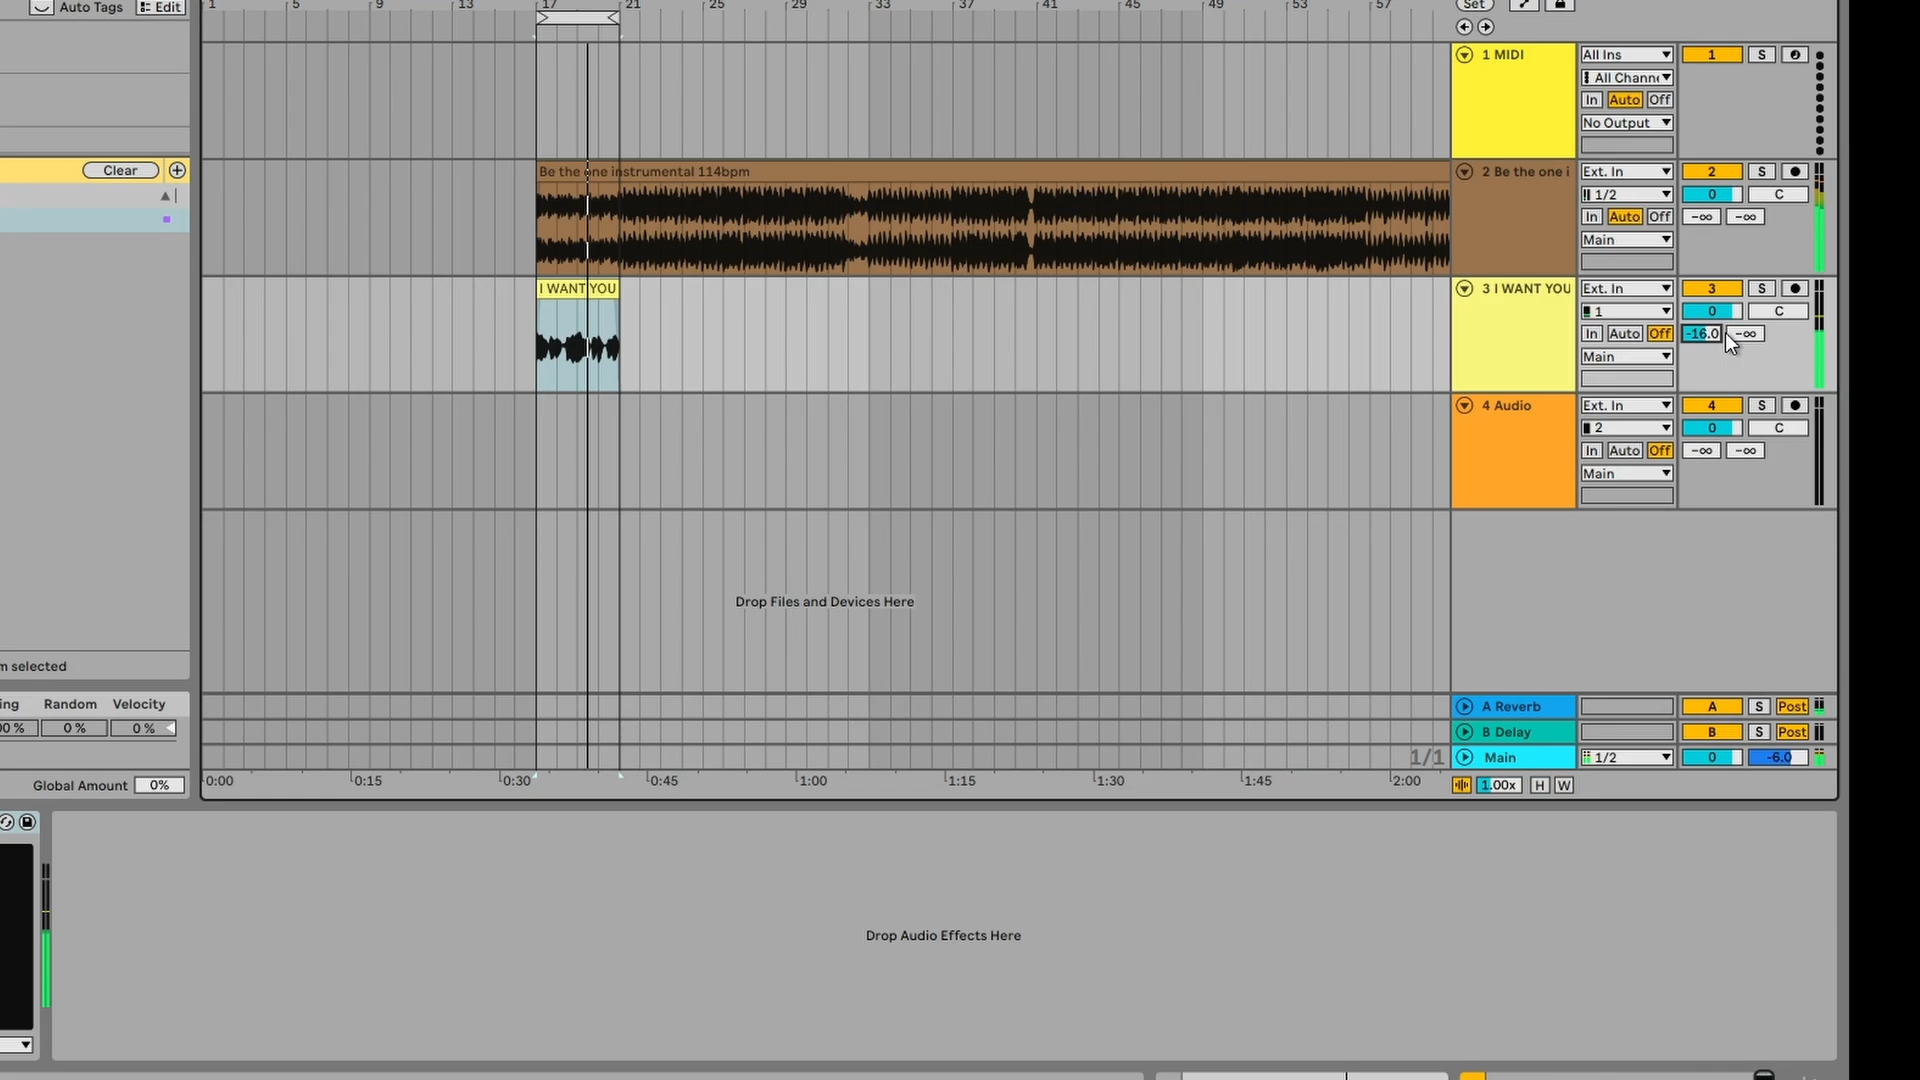 Auto Tags Edit
1 5 9 13 17 21 25 29 33 37 41 45 49 53 57 Set
1 MIDI All Ins 1 S
All Channe
In Auto Off
No Output
Clear
Be the one instrumental 114bpm
2 Be the one i Ext. In 2 S
1/2 0 C
In Auto Off -∞ -∞
Main
I WANT YOU
3 I WANT YOU Ext. In 3 S
1 0 C
In Auto Off -16.0 -∞
Main
4 Audio Ext. In 4 S
2 0 C
In Auto Off -∞ -∞
Main
Drop Files and Devices Here
m selected
ing Random Velocity
00 % 0 % 0 %
Global Amount 0%
A Reverb A S Post
B Delay B S Post
1/1 Main 1/2 0 -6.0
0:00 0:15 0:30 0:45 1:00 1:15 1:30 1:45 2:00 1.00x H W
Drop Audio Effects Here